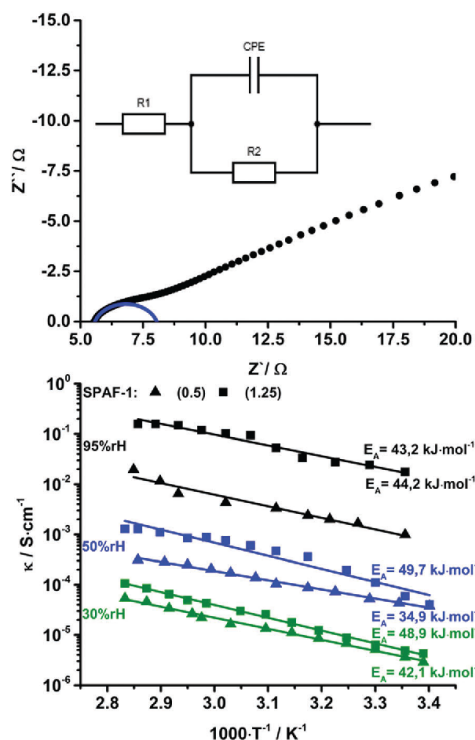 -15.0
-12.5
-10.0
-7.5
-5.0
-2.5
0.0
Z``/ Ω
CPE
R1
R2
5.0 7.5 10.0 12.5 15.0 17.5 20.0
Z`/ Ω
10⁰
10⁻¹
10⁻²
10⁻³
10⁻⁴
10⁻⁵
10⁻⁶
κ / S·cm⁻¹
SPAF-1: ▲ (0.5) ■ (1.25)
95%rH
E_A= 43,2 kJ·mol⁻¹
E_A= 44,2 kJ·mol⁻¹
50%rH
E_A= 49,7 kJ·mol⁻
E_A= 34,9 kJ·mol⁻
30%rH
E_A= 48,9 kJ·mol⁻
E_A= 42,1 kJ·mol⁻
2.8 2.9 3.0 3.1 3.2 3.3 3.4
1000·T⁻¹ / K⁻¹